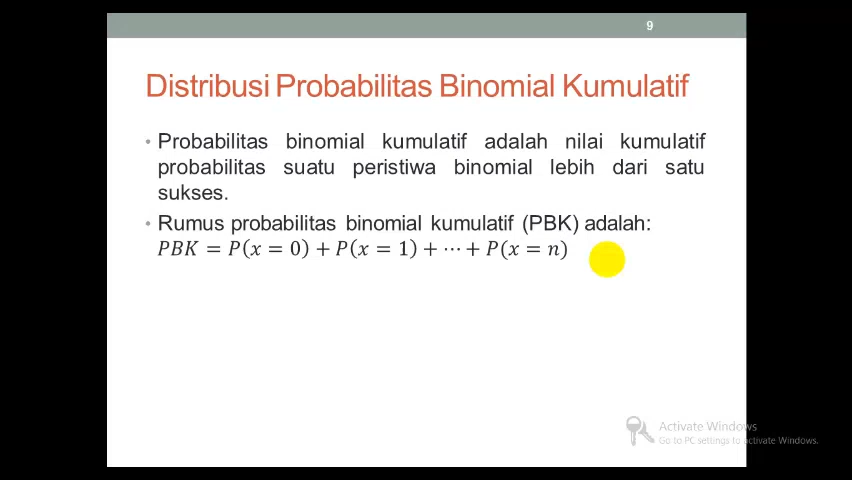 9
Distribusi Probabilitas Binomial Kumulatif
• Probabilitas binomial kumulatif adalah nilai kumulatif
probabilitas suatu peristiwa binomial lebih dari satu
sukses.
• Rumus probabilitas binomial kumulatif (PBK) adalah:
PBK = P(x = 0) + P(x = 1) + ⋯ + P(x = n)
Activate Windows
Go to PC settings to activate Windows.